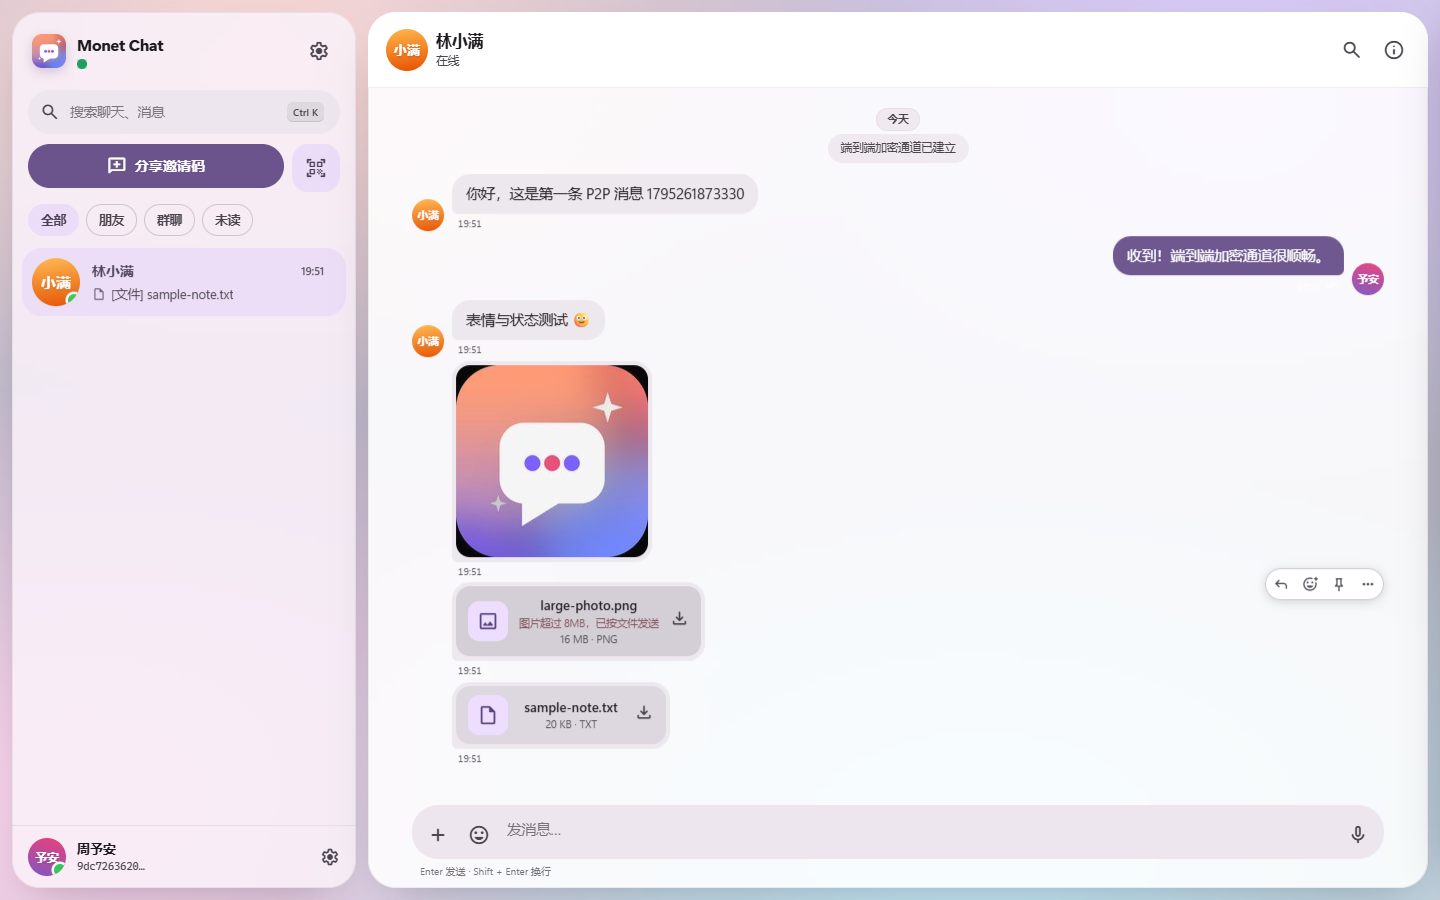 Monet Chat
搜索聊天、消息
Ctrl K
分享邀请码
全部
朋友
群聊
未读
小满
林小满
19:51
[文件] sample-note.txt
予安
周予安
9dc7263620…
小满
林小满
在线
今天
端到端加密通道已建立
你好，这是第一条 P2P 消息 1795261873330
小满
19:51
收到！端到端加密通道很顺畅。
予安
表情与状态测试
小满
19:51
19:51
large-photo.png
图片超过 8MB，已按文件发送
16 MB · PNG
19:51
sample-note.txt
20 KB · TXT
19:51
发消息...
Enter 发送 · Shift + Enter 换行